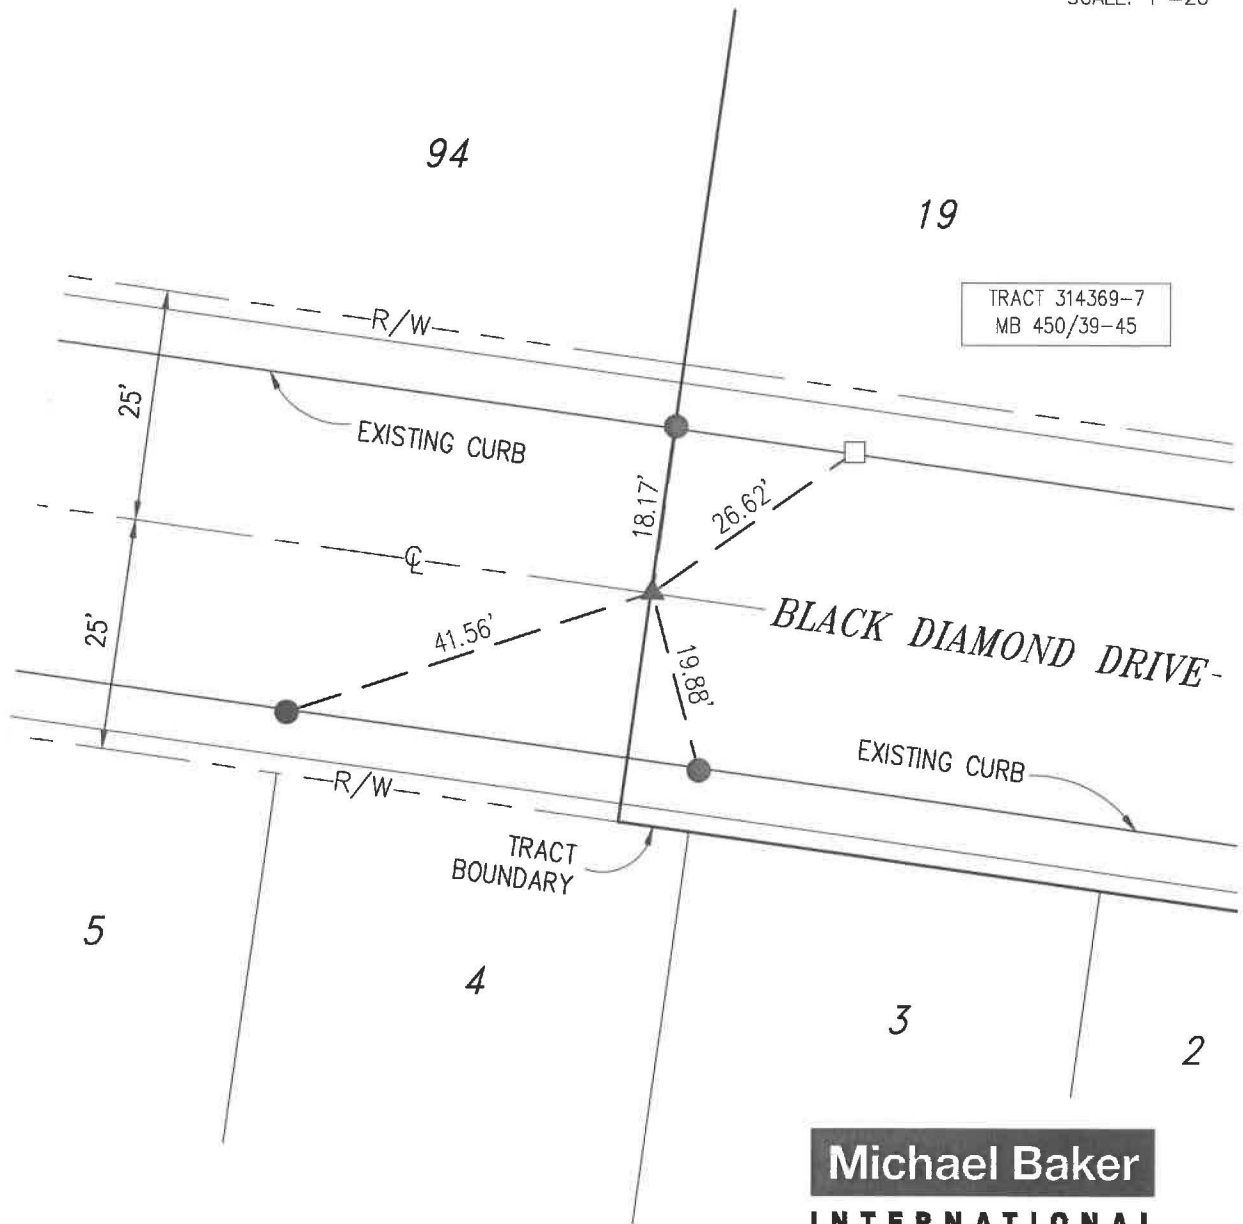 94
19
TRACT 314369-7
MB 450/39-45
R/W
25'
EXISTING CURB
18.17'
26.62'
℄
25'
41.56'
19.88'
BLACK DIAMOND DRIVE-
EXISTING CURB
R/W
TRACT
BOUNDARY
5
4
3
2
Michael Baker
INTERNATIONAL